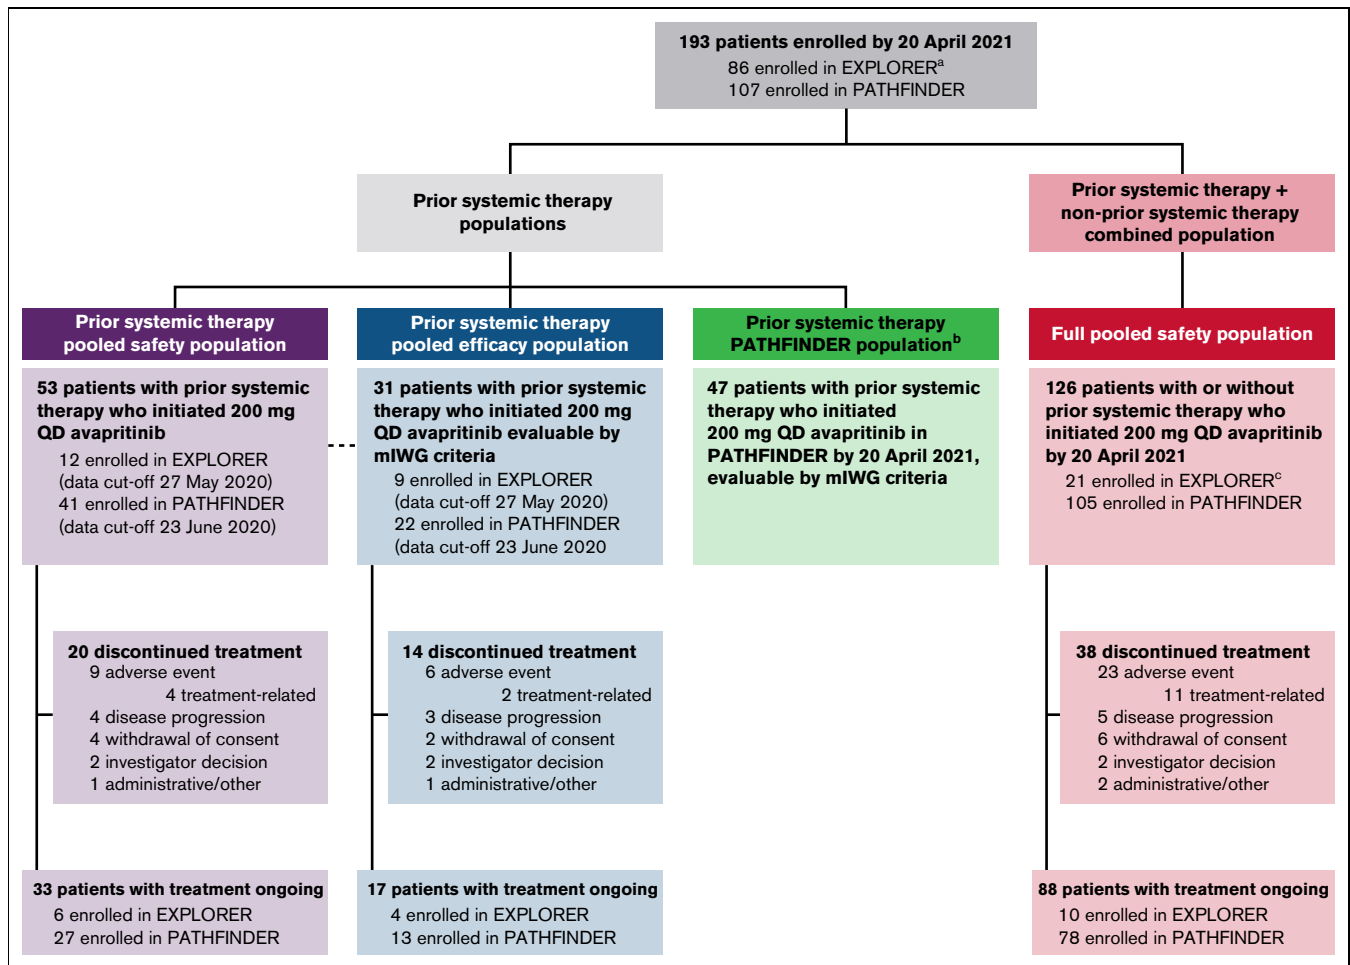 193 patients enrolled by 20 April 2021
86 enrolled in EXPLORERa
107 enrolled in PATHFINDER
Prior systemic therapy
populations
Prior systemic therapy +
non-prior systemic therapy
combined population
Prior systemic therapy
pooled safety population
53 patients with prior systemic
therapy who initiated 200 mg
QD avapritinib
12 enrolled in EXPLORER
(data cut-off 27 May 2020)
41 enrolled in PATHFINDER
(data cut-off 23 June 2020)
20 discontinued treatment
9 adverse event
4 treatment-related
4 disease progression
4 withdrawal of consent
2 investigator decision
1 administrative/other
33 patients with treatment ongoing
6 enrolled in EXPLORER
27 enrolled in PATHFINDER
Prior systemic therapy
pooled efficacy population
31 patients with prior systemic
therapy who initiated 200 mg
QD avapritinib evaluable by
mIWG criteria
9 enrolled in EXPLORER
(data cut-off 27 May 2020)
22 enrolled in PATHFINDER
(data cut-off 23 June 2020
14 discontinued treatment
6 adverse event
2 treatment-related
3 disease progression
2 withdrawal of consent
2 investigator decision
1 administrative/other
17 patients with treatment ongoing
4 enrolled in EXPLORER
13 enrolled in PATHFINDER
Prior systemic therapy
PATHFINDER populationb
47 patients with prior systemic
therapy who initiated
200 mg QD avapritinib in
PATHFINDER by 20 April 2021,
evaluable by mIWG criteria
Full pooled safety population
126 patients with or without
prior systemic therapy who
initiated 200 mg QD avapritinib
by 20 April 2021
21 enrolled in EXPLORERc
105 enrolled in PATHFINDER
38 discontinued treatment
23 adverse event
11 treatment-related
5 disease progression
6 withdrawal of consent
2 investigator decision
2 administrative/other
88 patients with treatment ongoing
10 enrolled in EXPLORER
78 enrolled in PATHFINDER